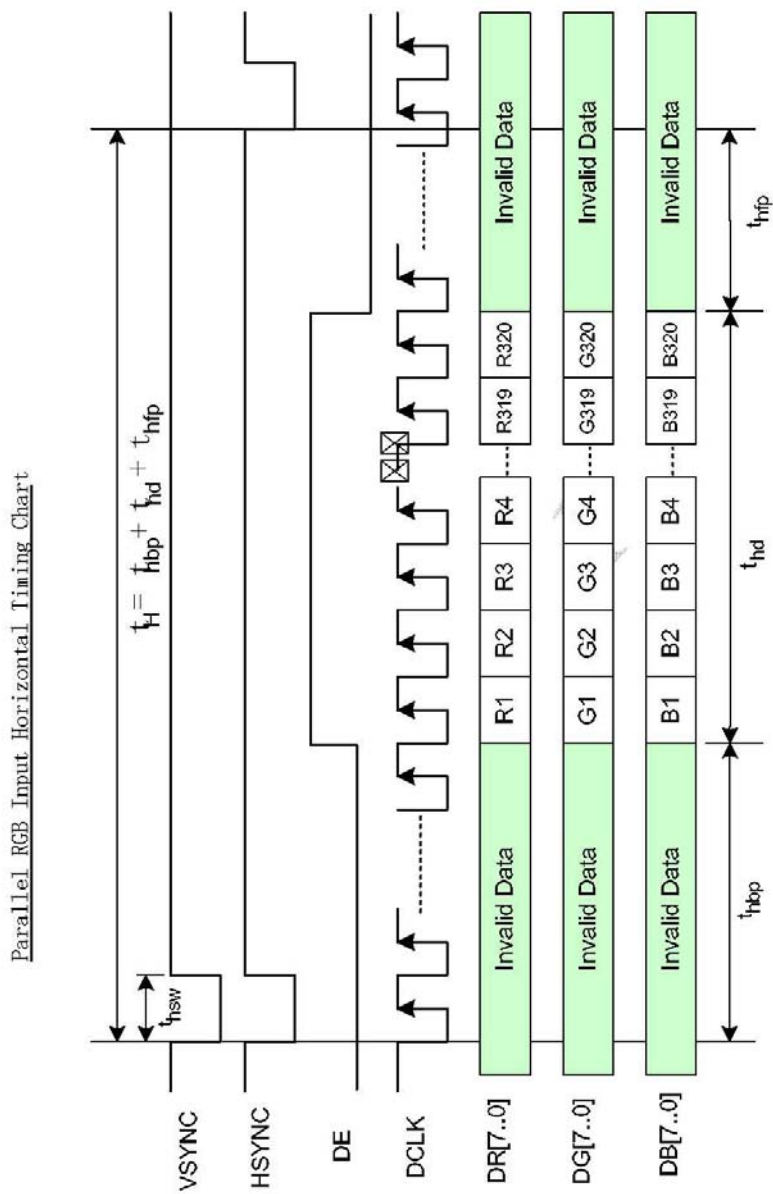 Parallel RGB Input Horizontal Timing Chart
tH = thbp + thd + thfp
thsw
VSYNC
HSYNC
DE
DCLK
DR[7..0] Invalid Data R1 R2 R3 R4 R319 R320 Invalid Data
DG[7..0] Invalid Data G1 G2 G3 G4 G319 G320 Invalid Data
DB[7..0] Invalid Data B1 B2 B3 B4 B319 B320 Invalid Data
thbp thd thfp